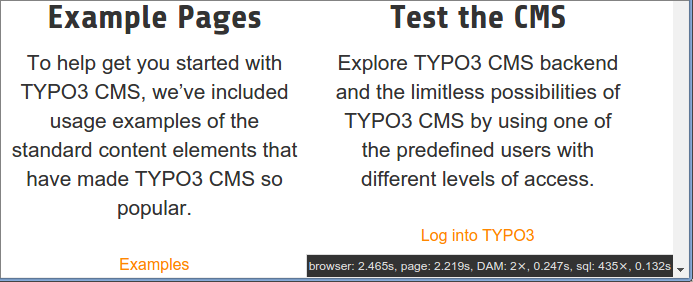 Example Pages
To help get you started with
TYPO3 CMS, we’ve included
usage examples of the
standard content elements that
have made TYPO3 CMS so
popular.
Examples
Test the CMS
Explore TYPO3 CMS backend
and the limitless possibilities of
TYPO3 CMS by using one of
the predefined users with
different levels of access.
Log into TYPO3
browser: 2.465s, page: 2.219s, DAM: 2×, 0.247s, sql: 435×, 0.132s